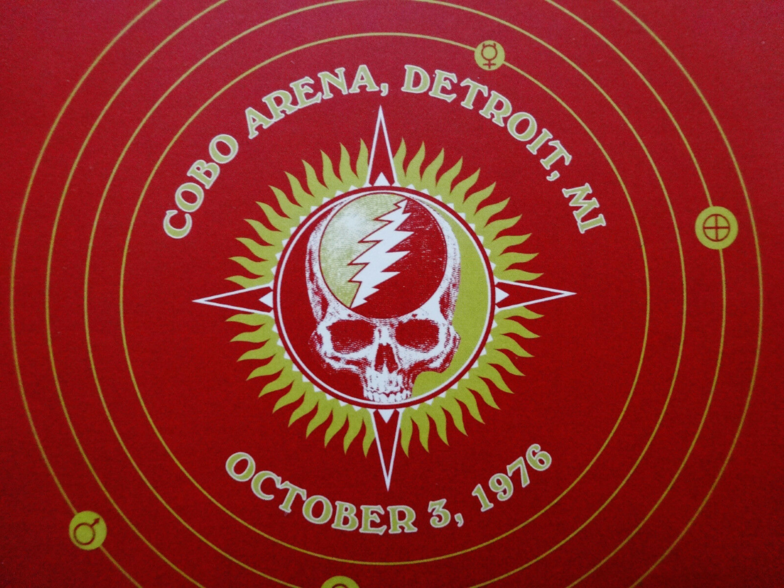 COBO ARENA, DETROIT, MI
OCTOBER 3, 1976